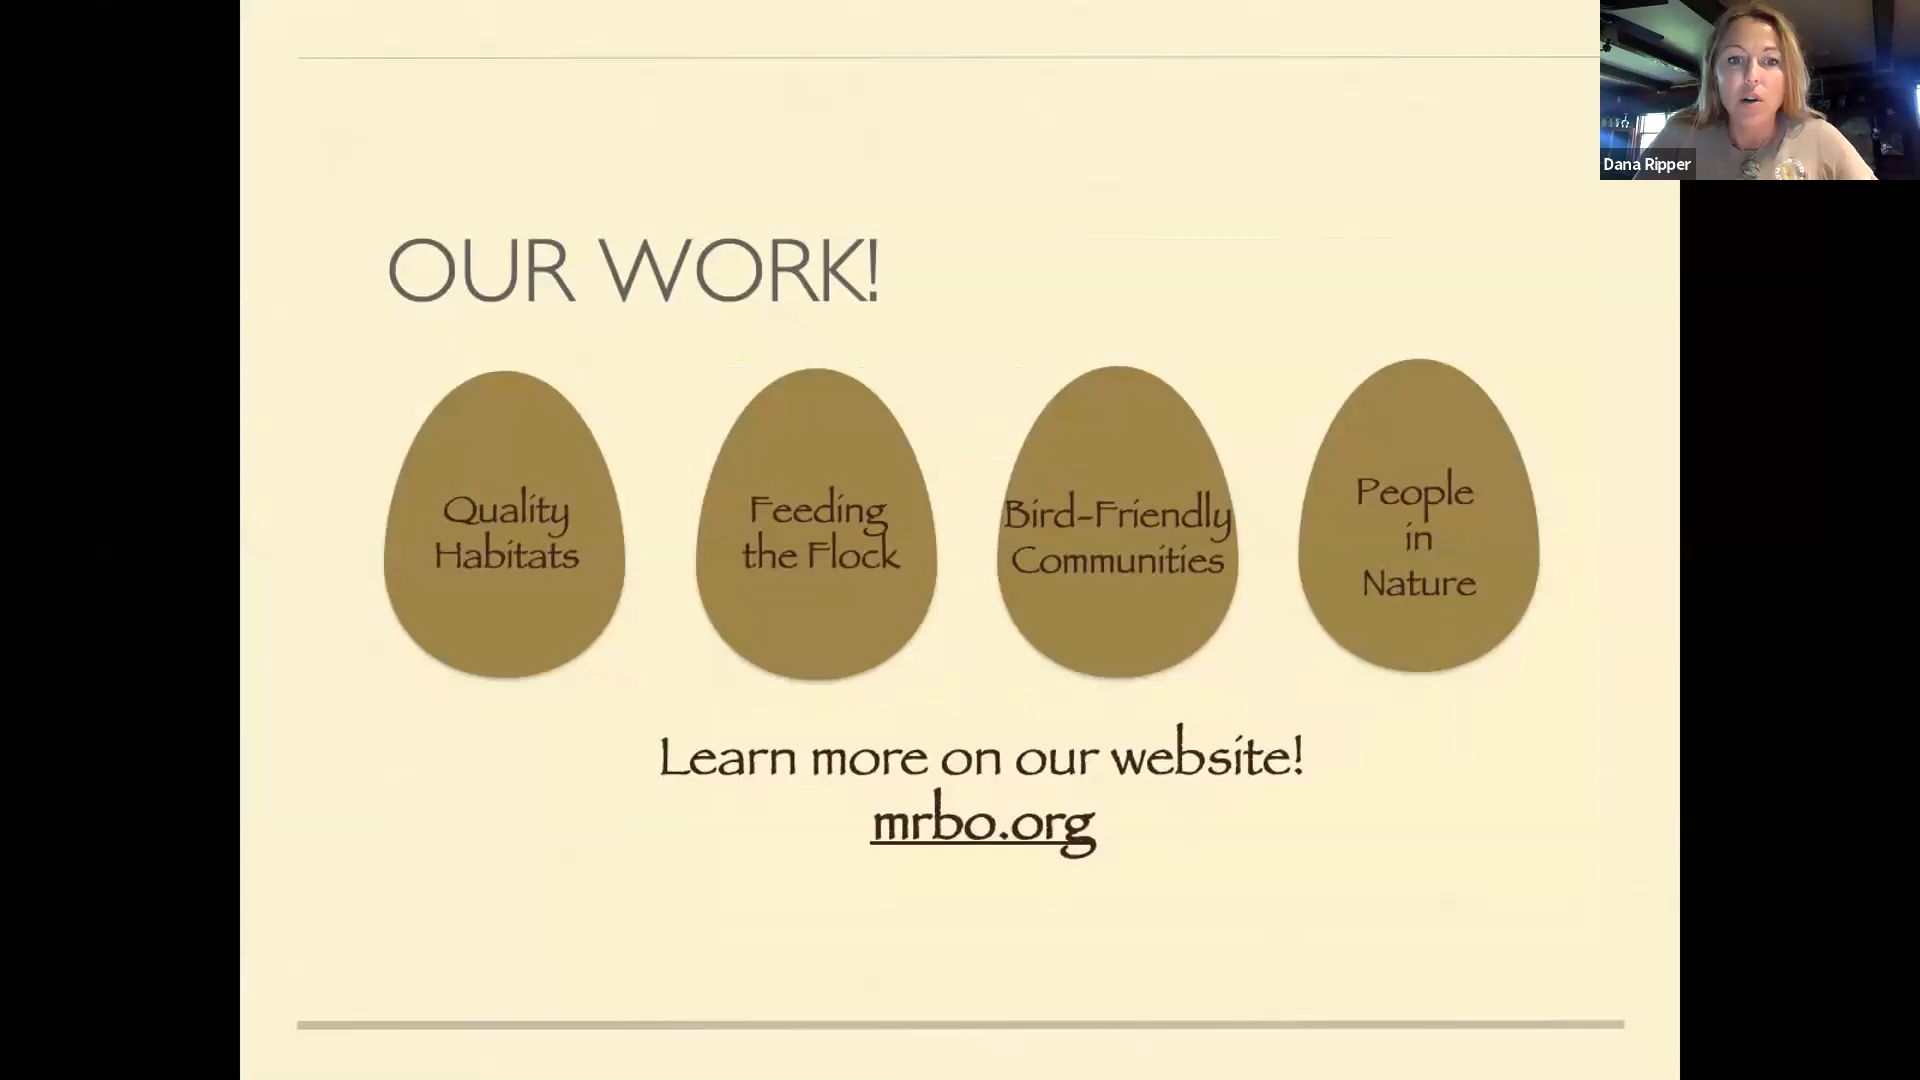 Dana Ripper
OUR WORK!
Quality
Habitats
Feeding
the Flock
Bird-Friendly
Communities
People
in
Nature
Learn more on our website!
mrbo.org